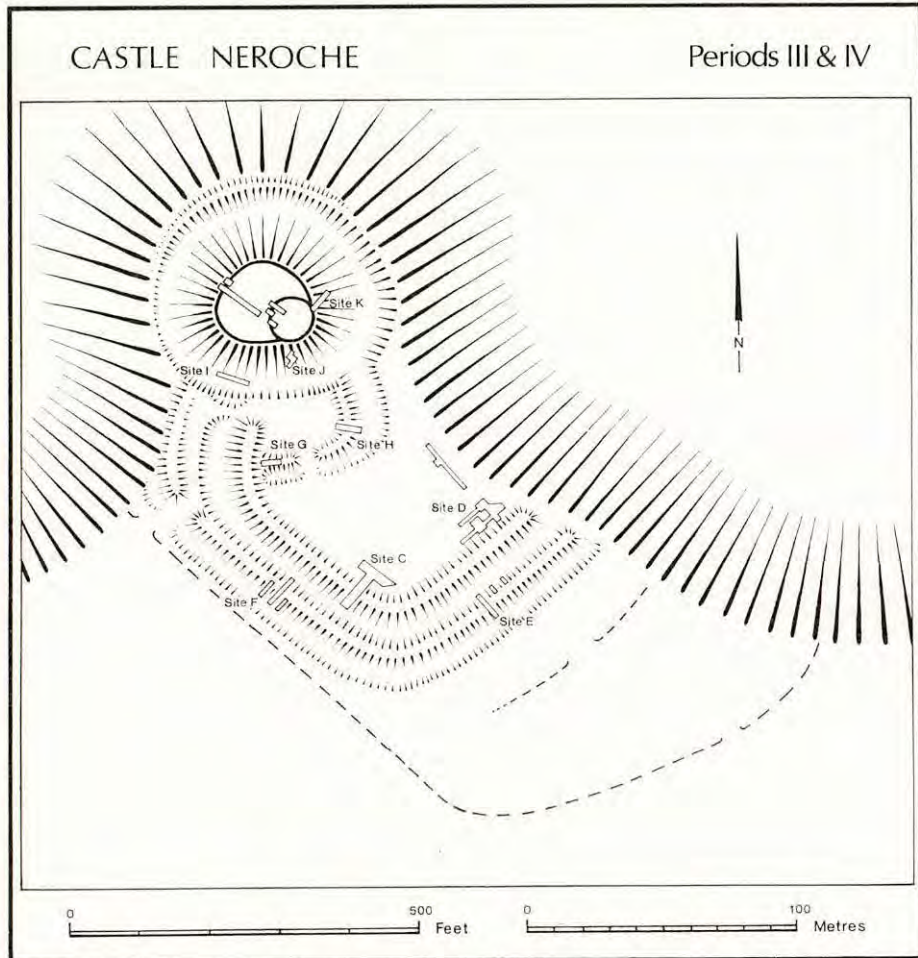 CASTLE NEROCHE
Periods III & IV
Site K
Site I
Site J
Site G
Site H
N
Site D
Site C
Site F
Site E
0 500 Feet
0 100 Metres